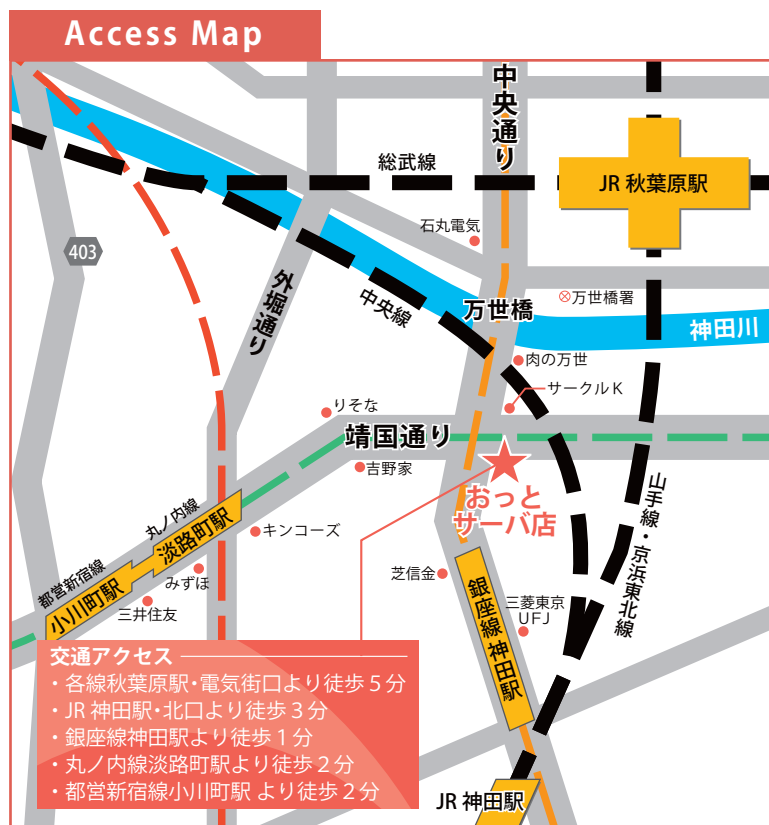 Access Map
中央通り
総武線
JR 秋葉原駅
石丸電気
403
外堀通り
中央線
万世橋
万世橋署
神田川
肉の万世
サークルK
りそな
靖国通り
吉野家
おっと
サーバ店
山手線・京浜東北線
丸ノ内線
淡路町駅
キンコーズ
都営新宿線
小川町駅
みずほ
三井住友
芝信金
銀座線 神田駅
三菱東京
UFJ
交通アクセス
・各線秋葉原駅・電気街口より徒歩5分
・JR 神田駅・北口より徒歩3分
・銀座線神田駅より徒歩1分
・丸ノ内線淡路町駅より徒歩2分
・都営新宿線小川町駅 より徒歩2分
JR 神田駅